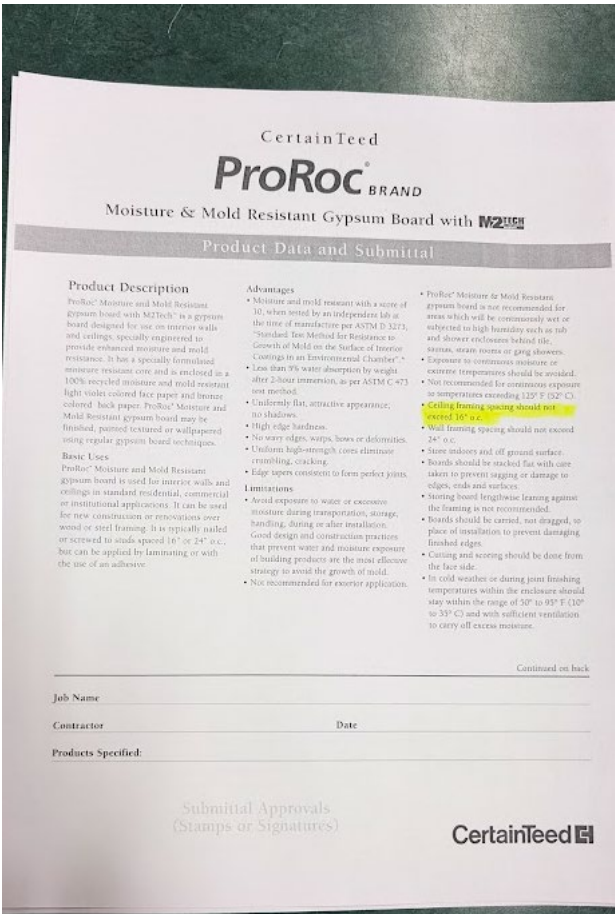 CertainTeed
ProRoc® BRAND
Moisture & Mold Resistant Gypsum Board with M2TECH
Product Data and Submittal
Product Description
ProRoc® Moisture and Mold Resistant
gypsum board with M2Tech™ is a gypsum
board designed for use on interior walls
and ceilings, specially engineered to
provide enhanced moisture and mold
resistance. It has a specially formulated
moisture resistant core and is enclosed in a
100% recycled moisture and mold resistant
light violet colored face paper and bronze
colored back paper. ProRoc® Moisture and
Mold Resistant gypsum board may be
finished, painted textured or wallpapered
using regular gypsum board techniques.
Basic Uses
ProRoc® Moisture and Mold Resistant
gypsum board is used for interior walls and
ceilings in standard residential, commercial
or institutional applications. It can be used
for new construction or renovations over
wood or steel framing. It is typically nailed
or screwed to studs spaced 16" or 24" o.c.,
but can be applied by laminating or with
the use of an adhesive.
Advantages
• Moisture and mold resistant with a score of
10, when tested by an independent lab at
the time of manufacture per ASTM D 3273,
"Standard Test Method for Resistance to
Growth of Mold on the Surface of Interior
Coatings in an Environmental Chamber".*
• Less than 5% water absorption by weight
after 2-hour immersion, as per ASTM C 473
test method.
• Uniformly flat, attractive appearance,
no shadows.
• High edge hardness.
• No wavy edges, warps, bows or deformities.
• Uniform high-strength cores eliminate
crumbling, cracking.
• Edge tapers consistent to form perfect joints.
Limitations
• Avoid exposure to water or excessive
moisture during transportation, storage,
handling, during or after installation.
Good design and construction practices
that prevent water and moisture exposure
of building products are the most effective
strategy to avoid the growth of mold.
• Not recommended for exterior application.
• ProRoc® Moisture & Mold Resistant
gypsum board is not recommended for
areas which will be continuously wet or
subjected to high humidity such as tub
and shower enclosures behind tile,
saunas, steam rooms or gang showers.
• Exposure to continuous moisture or
extreme temperatures should be avoided.
• Not recommended for continuous exposure
to temperatures exceeding 125° F (52° C).
• Ceiling framing spacing should not
exceed 16" o.c.
• Wall framing spacing should not exceed
24" o.c.
• Store indoors and off ground surface.
• Boards should be stacked flat with care
taken to prevent sagging or damage to
edges, ends and surfaces.
• Storing board lengthwise leaning against
the framing is not recommended.
• Boards should be carried, not dragged, to
place of installation to prevent damaging
finished edges.
• Cutting and scoring should be done from
the face side.
• In cold weather or during joint finishing
temperatures within the enclosure should
stay within the range of 50° to 95° F (10°
to 35° C) and with sufficient ventilation
to carry off excess moisture.
Continued on back
Job Name
Contractor Date
Products Specified:
Submittal Approvals
(Stamps or Signatures)
CertainTeed